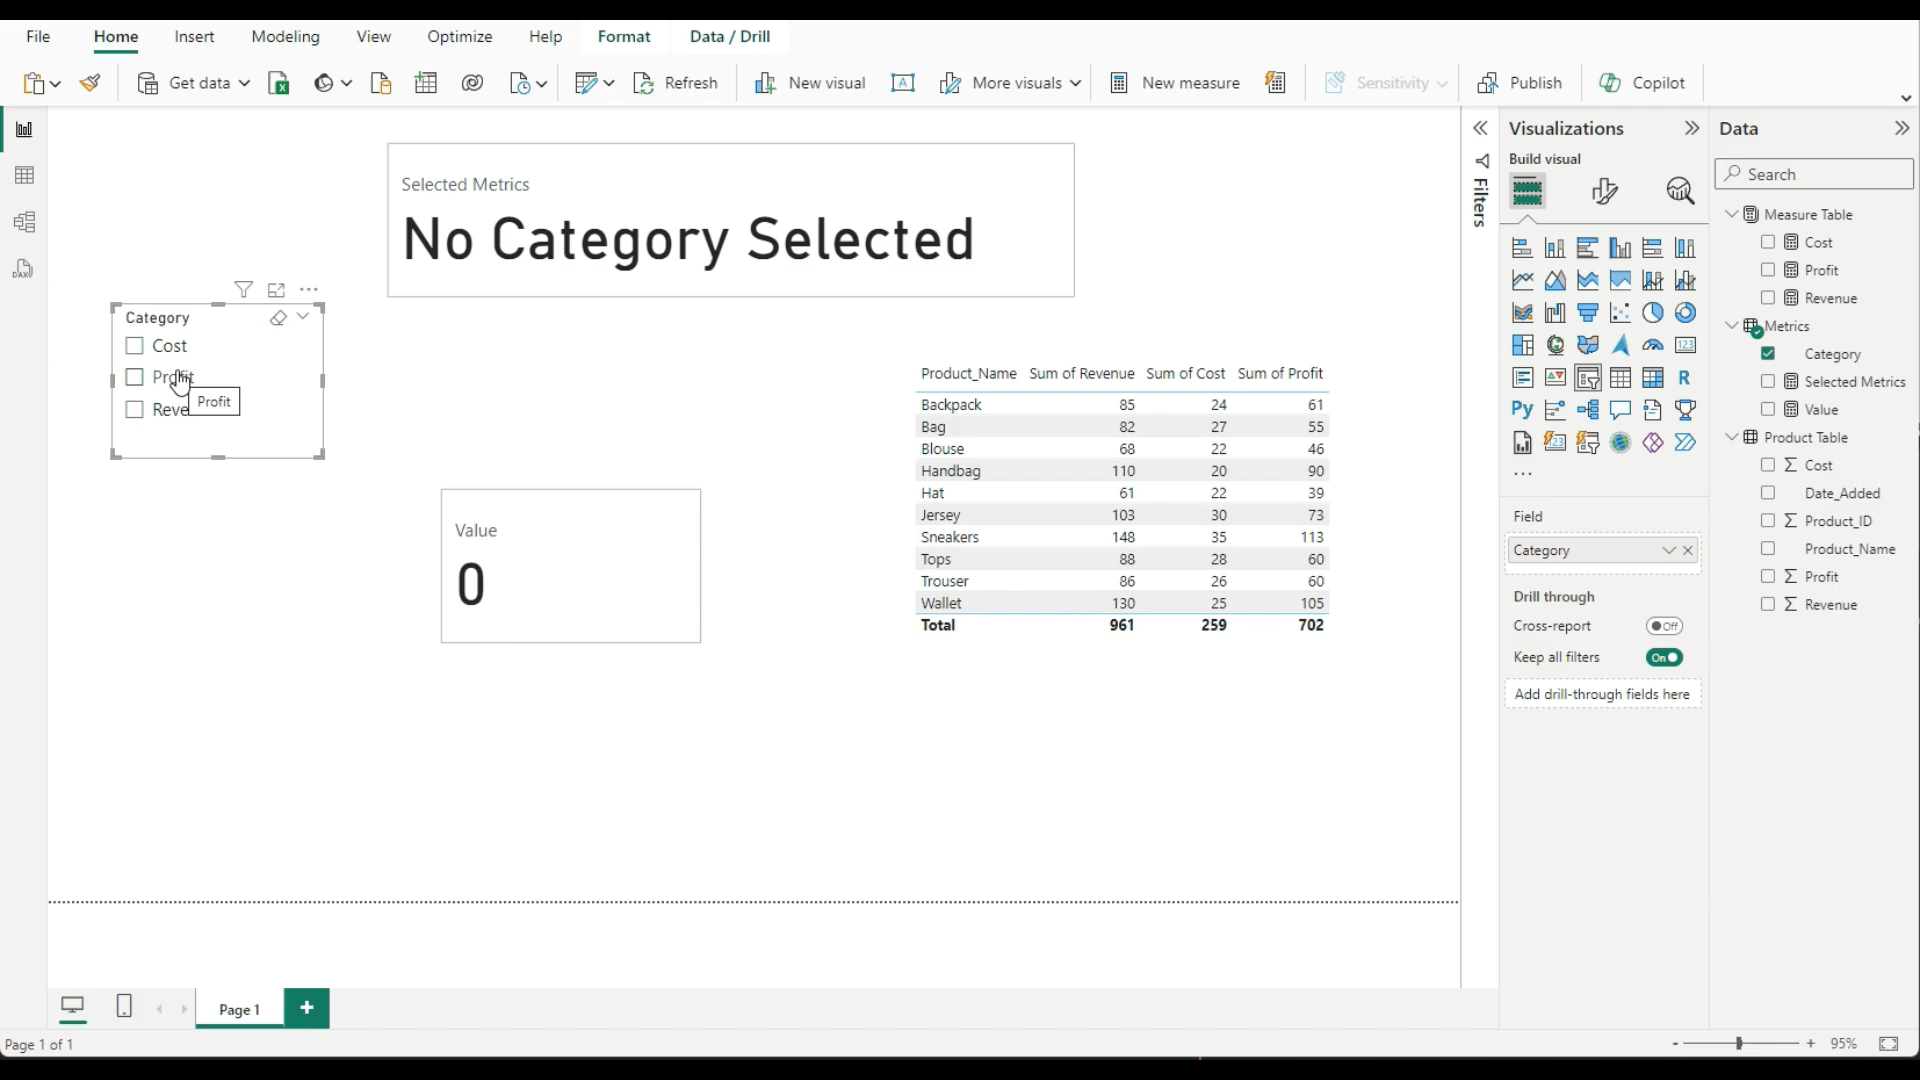 File Home Insert Modeling View Optimize Help Format Data / Drill
Get data Refresh New visual More visuals New measure Sensitivity Publish Copilot
Selected Metrics
No Category Selected
Category
Cost
Profit
Profit
Reve
Value
0
Product_Name Sum of Revenue Sum of Cost Sum of Profit
Backpack 85 24 61
Bag 82 27 55
Blouse 68 22 46
Handbag 110 20 90
Hat 61 22 39
Jersey 103 30 73
Sneakers 148 35 113
Tops 88 28 60
Trouser 86 26 60
Wallet 130 25 105
Total 961 259 702
Filters
Visualizations
Build visual
R
Py
123
123
...
Field
Category
Drill through
Cross-report Off
Keep all filters On
Add drill-through fields here
Data
Search
Measure Table
Cost
Profit
Revenue
Metrics
Category
Selected Metrics
Value
Product Table
Σ Cost
Date_Added
Σ Product_ID
Product_Name
Σ Profit
Σ Revenue
Page 1 +
Page 1 of 1
- + 95%